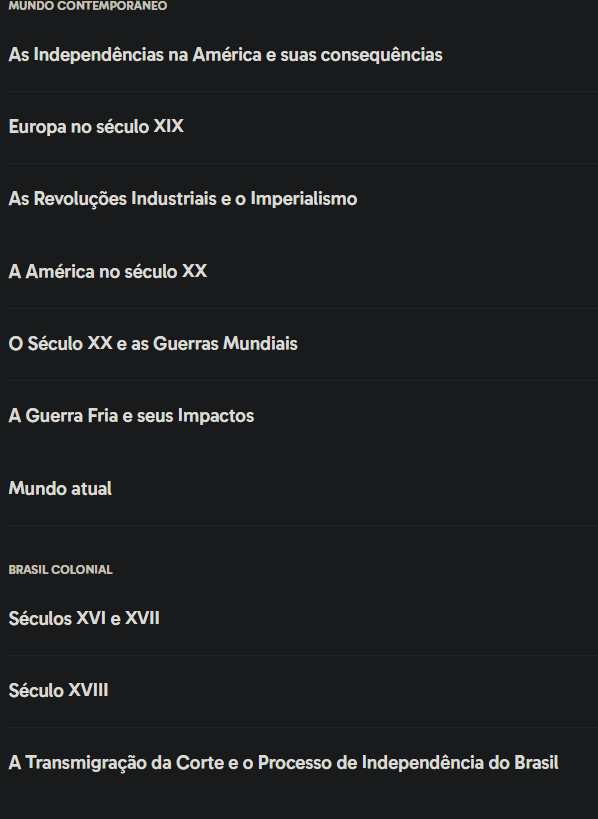 MUNDO CONTEMPORÂNEO
As Independências na América e suas consequências
Europa no século XIX
As Revoluções Industriais e o Imperialismo
A América no século XX
O Século XX e as Guerras Mundiais
A Guerra Fria e seus Impactos
Mundo atual
BRASIL COLONIAL
Séculos XVI e XVII
Século XVIII
A Transmigração da Corte e o Processo de Independência do Brasil